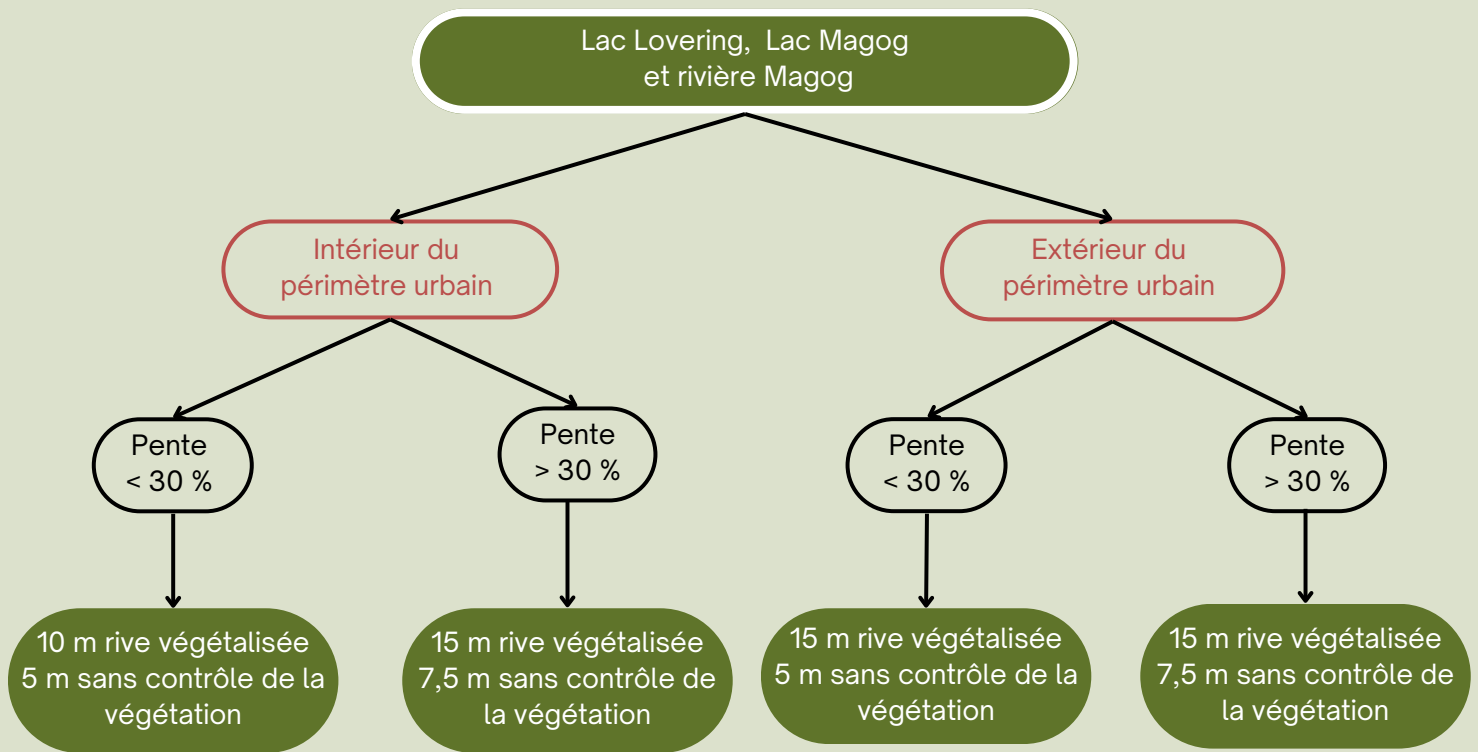 Lac Lovering, Lac Magog
et rivière Magog
Intérieur du
périmètre urbain
Extérieur du
périmètre urbain
Pente
< 30 %
Pente
> 30 %
Pente
< 30 %
Pente
> 30 %
10 m rive végétalisée
5 m sans contrôle de la
végétation
15 m rive végétalisée
7,5 m sans contrôle de
la végétation
15 m rive végétalisée
5 m sans contrôle de la
végétation
15 m rive végétalisée
7,5 m sans contrôle de
la végétation